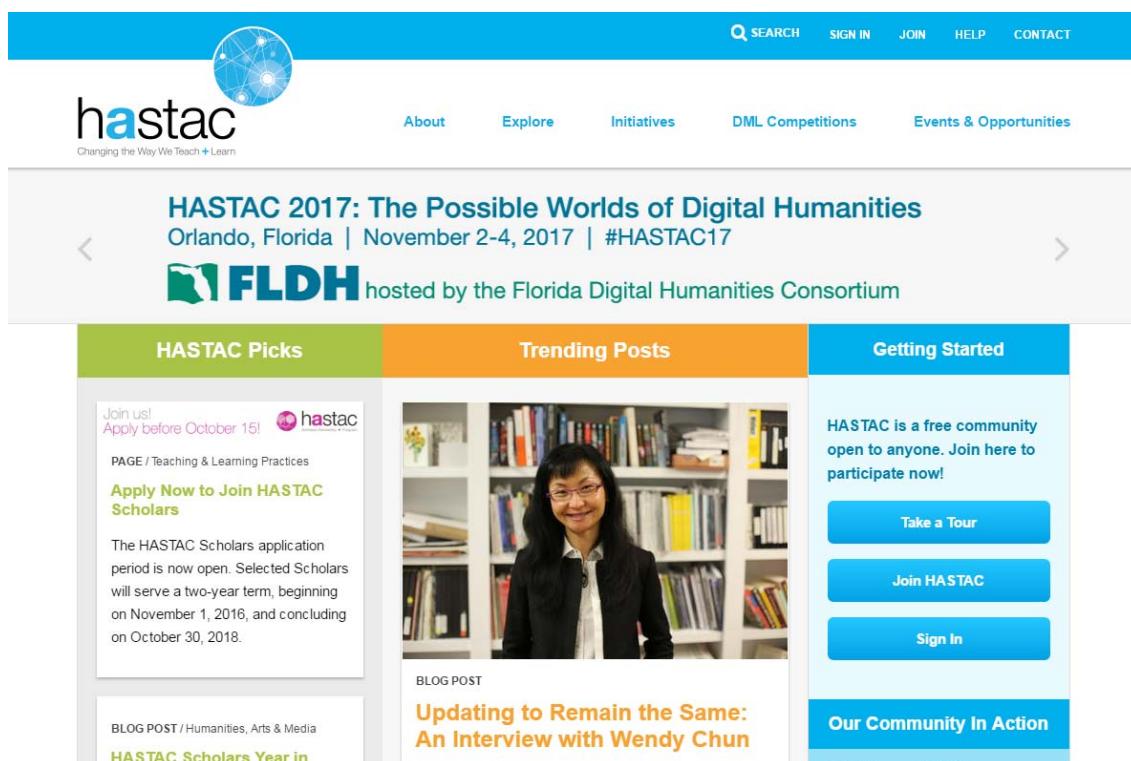 SEARCH SIGN IN JOIN HELP CONTACT
hastac
Changing the Way We Teach + Learn
About Explore Initiatives DML Competitions Events & Opportunities
HASTAC 2017: The Possible Worlds of Digital Humanities
Orlando, Florida | November 2-4, 2017 | #HASTAC17
FLDH hosted by the Florida Digital Humanities Consortium
HASTAC Picks
Join us!
Apply before October 15!
hastac
PAGE / Teaching & Learning Practices
Apply Now to Join HASTAC
Scholars
The HASTAC Scholars application
period is now open. Selected Scholars
will serve a two-year term, beginning
on November 1, 2016, and concluding
on October 30, 2018.
BLOG POST / Humanities, Arts & Media
HASTAC Scholars Year in
Trending Posts
BLOG POST
Updating to Remain the Same:
An Interview with Wendy Chun
Getting Started
HASTAC is a free community
open to anyone. Join here to
participate now!
Take a Tour
Join HASTAC
Sign In
Our Community In Action